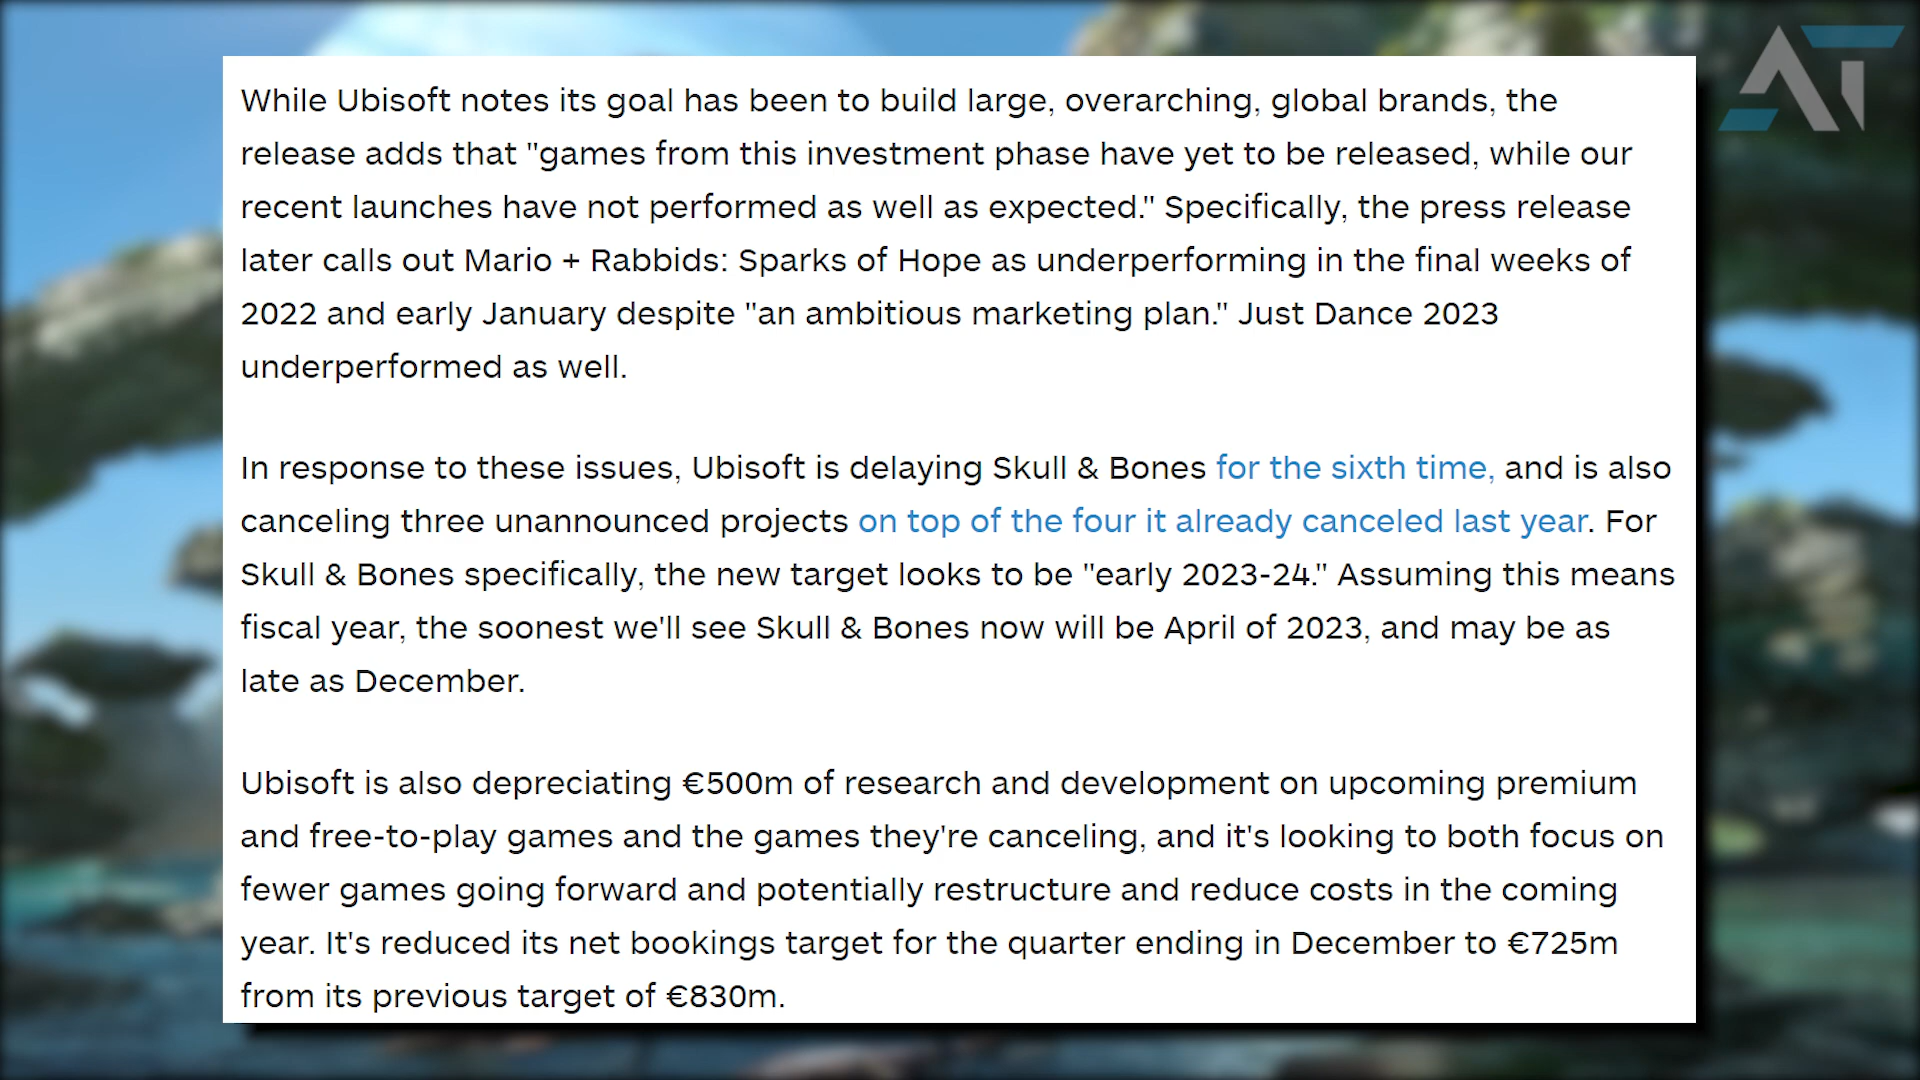 While Ubisoft notes its goal has been to build large, overarching, global brands, the
release adds that "games from this investment phase have yet to be released, while our
recent launches have not performed as well as expected." Specifically, the press release
later calls out Mario + Rabbids: Sparks of Hope as underperforming in the final weeks of
2022 and early January despite "an ambitious marketing plan." Just Dance 2023
underperformed as well.
In response to these issues, Ubisoft is delaying Skull & Bones for the sixth time, and is also
canceling three unannounced projects on top of the four it already canceled last year. For
Skull & Bones specifically, the new target looks to be "early 2023-24." Assuming this means
fiscal year, the soonest we'll see Skull & Bones now will be April of 2023, and may be as
late as December.
Ubisoft is also depreciating €500m of research and development on upcoming premium
and free-to-play games and the games they're canceling, and it's looking to both focus on
fewer games going forward and potentially restructure and reduce costs in the coming
year. It's reduced its net bookings target for the quarter ending in December to €725m
from its previous target of €830m.